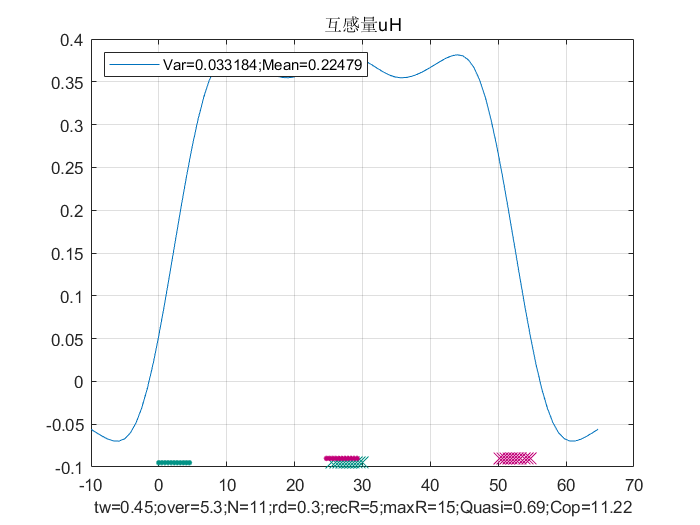 互感量uH
0.4
0.35
0.3
0.25
0.2
0.15
0.1
0.05
0
-0.05
-0.1
Var=0.033184;Mean=0.22479
-10 0 10 20 30 40 50 60 70
tw=0.45;over=5.3;N=11;rd=0.3;recR=5;maxR=15;Quasi=0.69;Cop=11.22